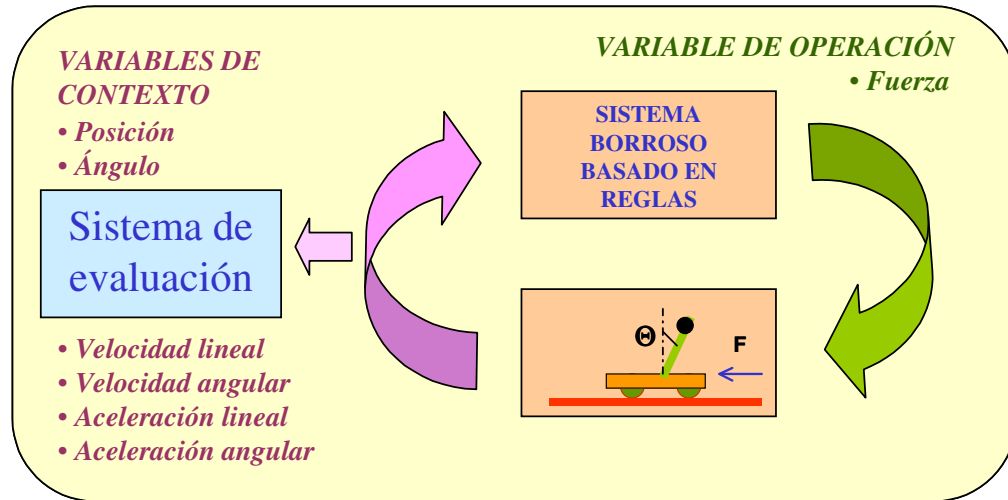 VARIABLES DE
CONTEXTO
• Posición
• Ángulo
Sistema de
evaluación
• Velocidad lineal
• Velocidad angular
• Aceleración lineal
• Aceleración angular
VARIABLE DE OPERACIÓN
• Fuerza
SISTEMA
BORROSO
BASADO EN
REGLAS
Θ
F